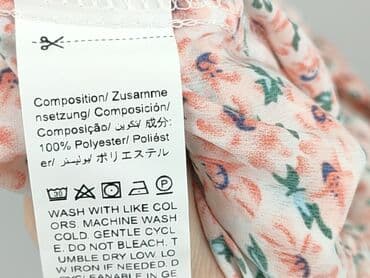 Composition/ Zusamme
nsetzung/ Composición/
Composição/ تكوين/ 成分:
100% Polyester/ Poliést
er/ بوليستر/ ポリエステル
WASH WITH LIKE COL
ORS. MACHINE WASH
COLD. GENTLE CYCL
E. DO NOT BLEACH. T
UMBLE DRY LOW. LO
W IRON IF NEEDED. D